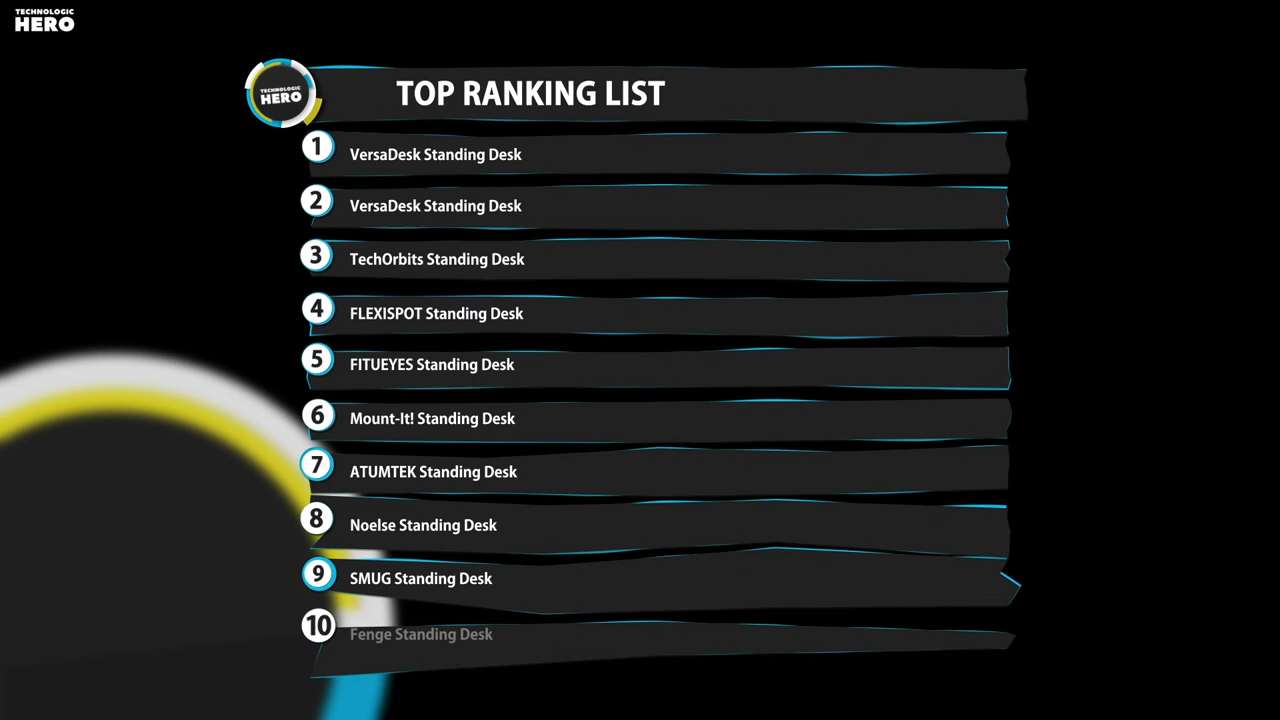 TECHNOLOGIC
HERO
TECHNOLOGIC
HERO
TOP RANKING LIST
1 VersaDesk Standing Desk
2 VersaDesk Standing Desk
3 TechOrbits Standing Desk
4 FLEXISPOT Standing Desk
5 FITUEYES Standing Desk
6 Mount-It! Standing Desk
7 ATUMTEK Standing Desk
8 Noelse Standing Desk
9 SMUG Standing Desk
10 Fenge Standing Desk